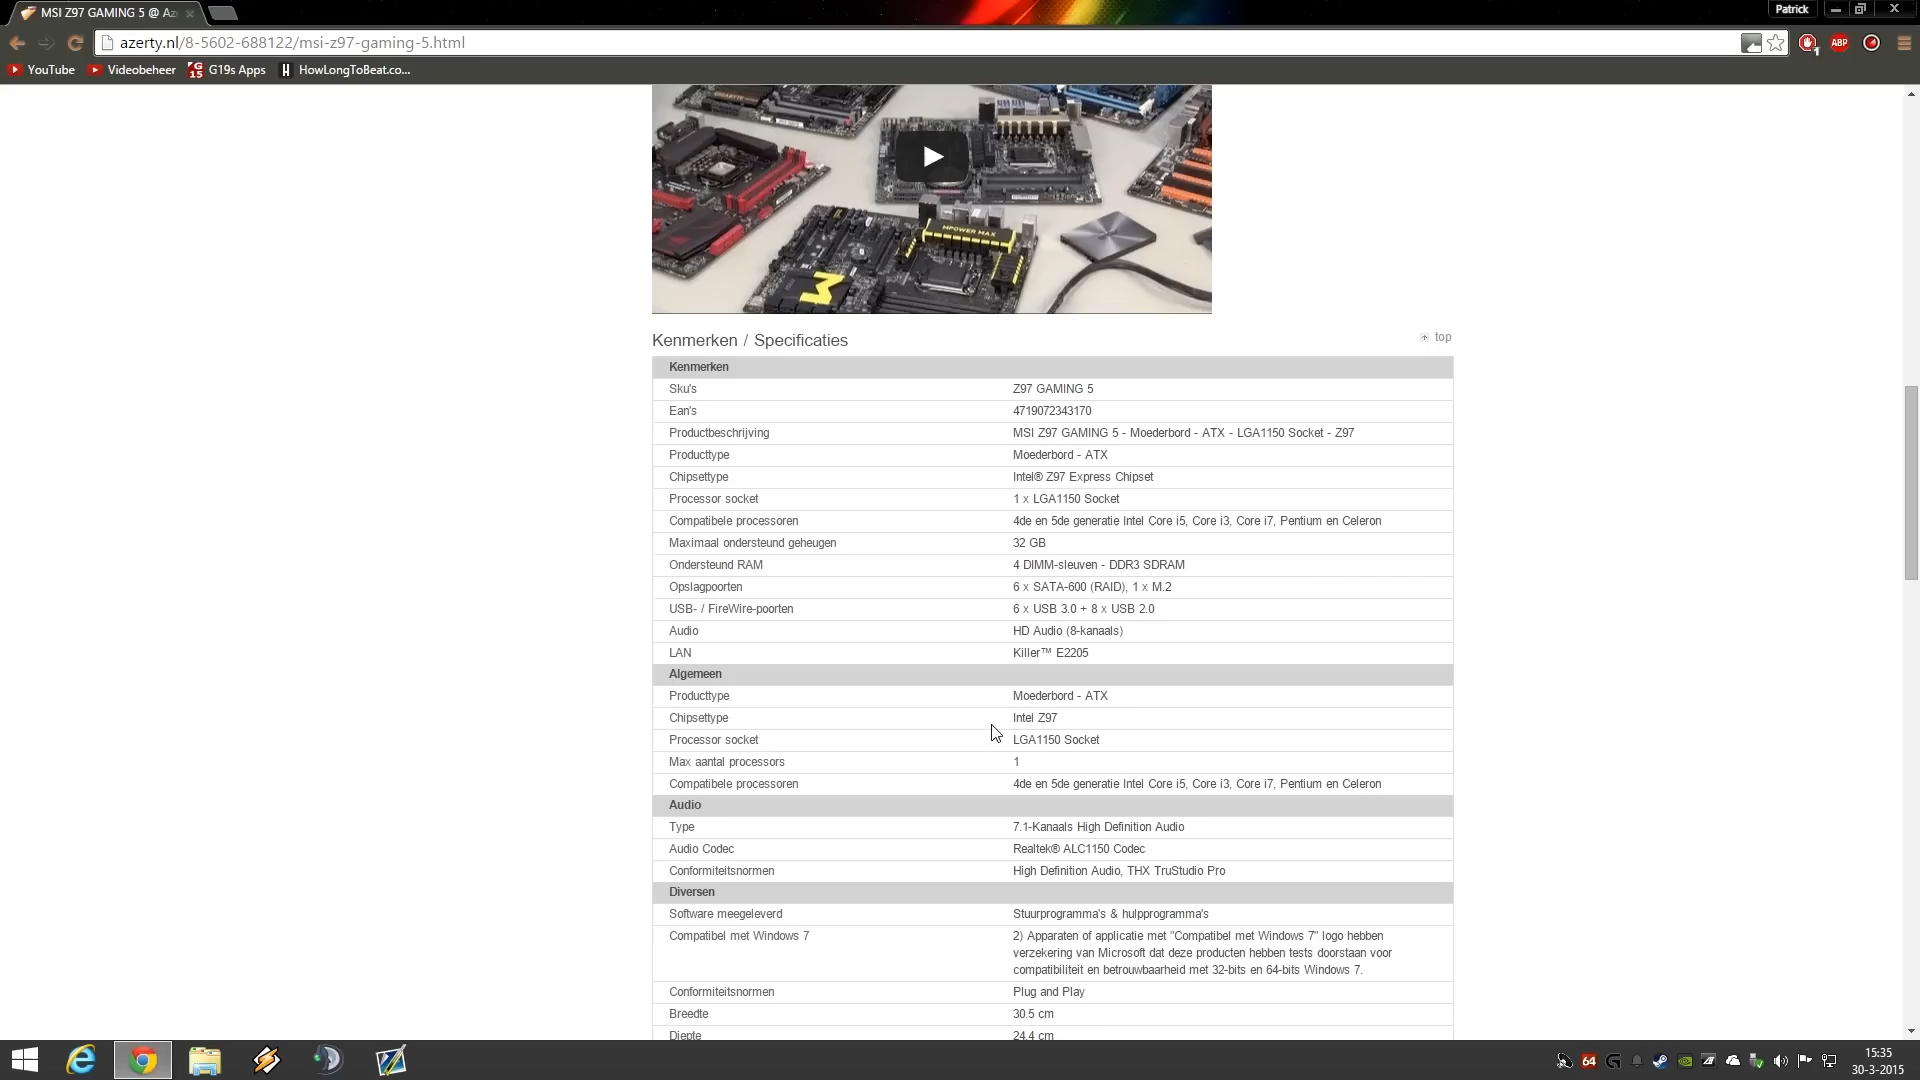 MSI Z97 GAMING 5 @ Az
Patrick
azerty.nl/8-5602-688122/msi-z97-gaming-5.html
ABP
1
YouTube
Videobeheer
G15
G19s Apps
H
HowLongToBeat.co...
MPOWER MAX
Kenmerken / Specificaties
top
Kenmerken
Sku's Z97 GAMING 5
Ean's 4719072343170
Productbeschrijving MSI Z97 GAMING 5 - Moederbord - ATX - LGA1150 Socket - Z97
Producttype Moederbord - ATX
Chipsettype Intel® Z97 Express Chipset
Processor socket 1 x LGA1150 Socket
Compatibele processoren 4de en 5de generatie Intel Core i5, Core i3, Core i7, Pentium en Celeron
Maximaal ondersteund geheugen 32 GB
Ondersteund RAM 4 DIMM-sleuven - DDR3 SDRAM
Opslagpoorten 6 x SATA-600 (RAID), 1 x M.2
USB- / FireWire-poorten 6 x USB 3.0 + 8 x USB 2.0
Audio HD Audio (8-kanaals)
LAN Killer™ E2205
Algemeen
Producttype Moederbord - ATX
Chipsettype Intel Z97
Processor socket LGA1150 Socket
Max aantal processors 1
Compatibele processoren 4de en 5de generatie Intel Core i5, Core i3, Core i7, Pentium en Celeron
Audio
Type 7.1-Kanaals High Definition Audio
Audio Codec Realtek® ALC1150 Codec
Conformiteitsnormen High Definition Audio, THX TruStudio Pro
Diversen
Software meegeleverd Stuurprogramma's & hulpprogramma's
Compatibel met Windows 7 2) Apparaten of applicatie met "Compatibel met Windows 7" logo hebben
verzekering van Microsoft dat deze producten hebben tests doorstaan voor
compatibiliteit en betrouwbaarheid met 32-bits en 64-bits Windows 7.
Conformiteitsnormen Plug and Play
Breedte 30.5 cm
Diepte 24.4 cm
64
15:35
30-3-2015